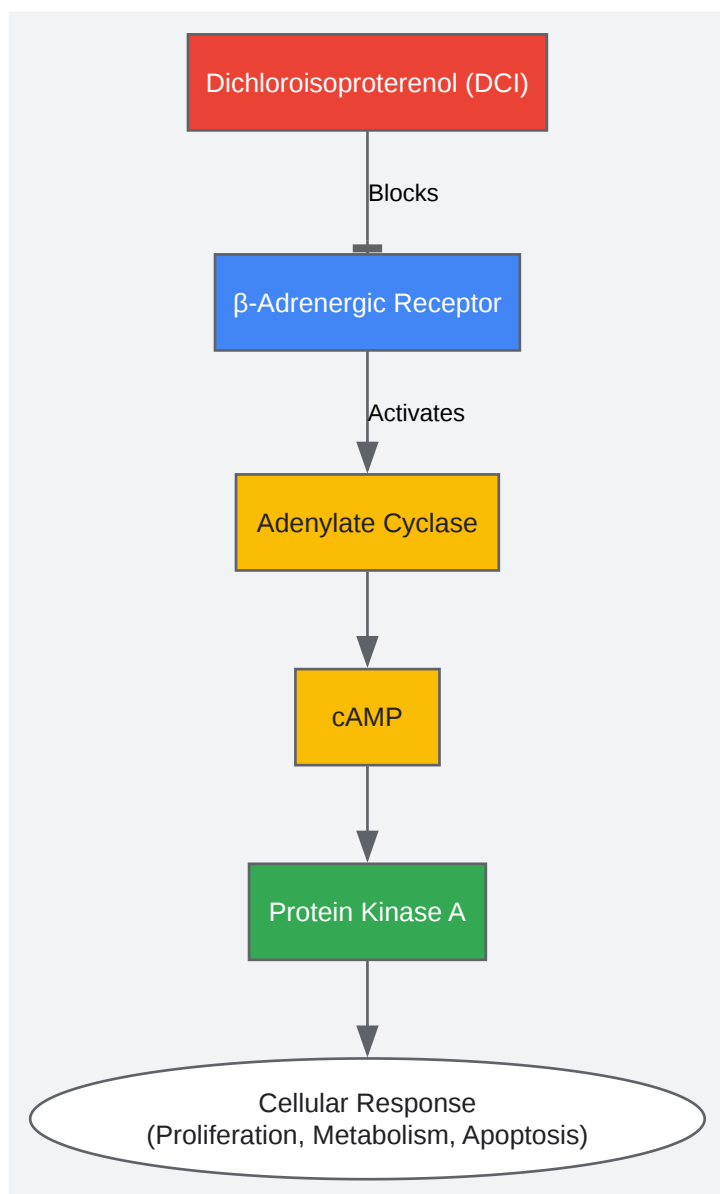 Dichloroisoproterenol (DCI)
Blocks
β-Adrenergic Receptor
Activates
Adenylate Cyclase
cAMP
Protein Kinase A
Cellular Response
(Proliferation, Metabolism, Apoptosis)